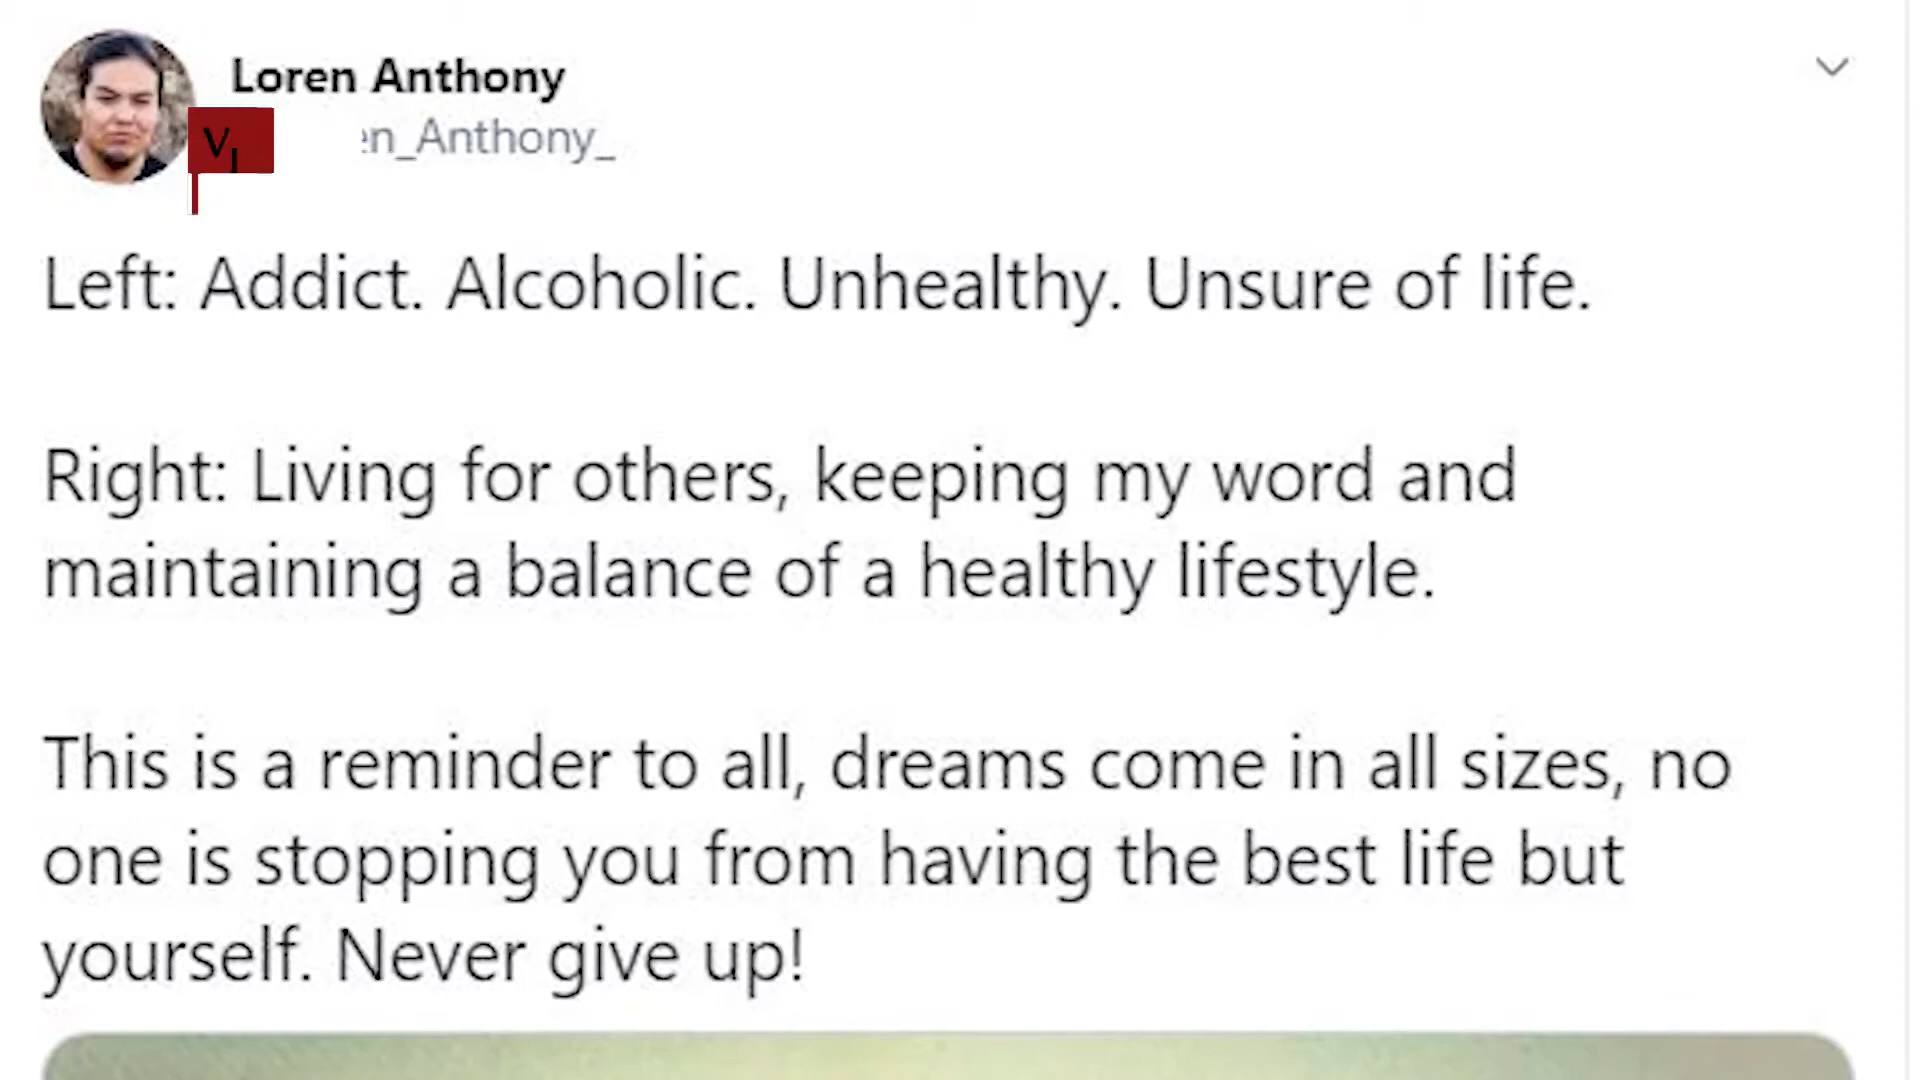 Loren Anthony
en_Anthony_
Left: Addict. Alcoholic. Unhealthy. Unsure of life.
Right: Living for others, keeping my word and
maintaining a balance of a healthy lifestyle.
This is a reminder to all, dreams come in all sizes, no
one is stopping you from having the best life but
yourself. Never give up!